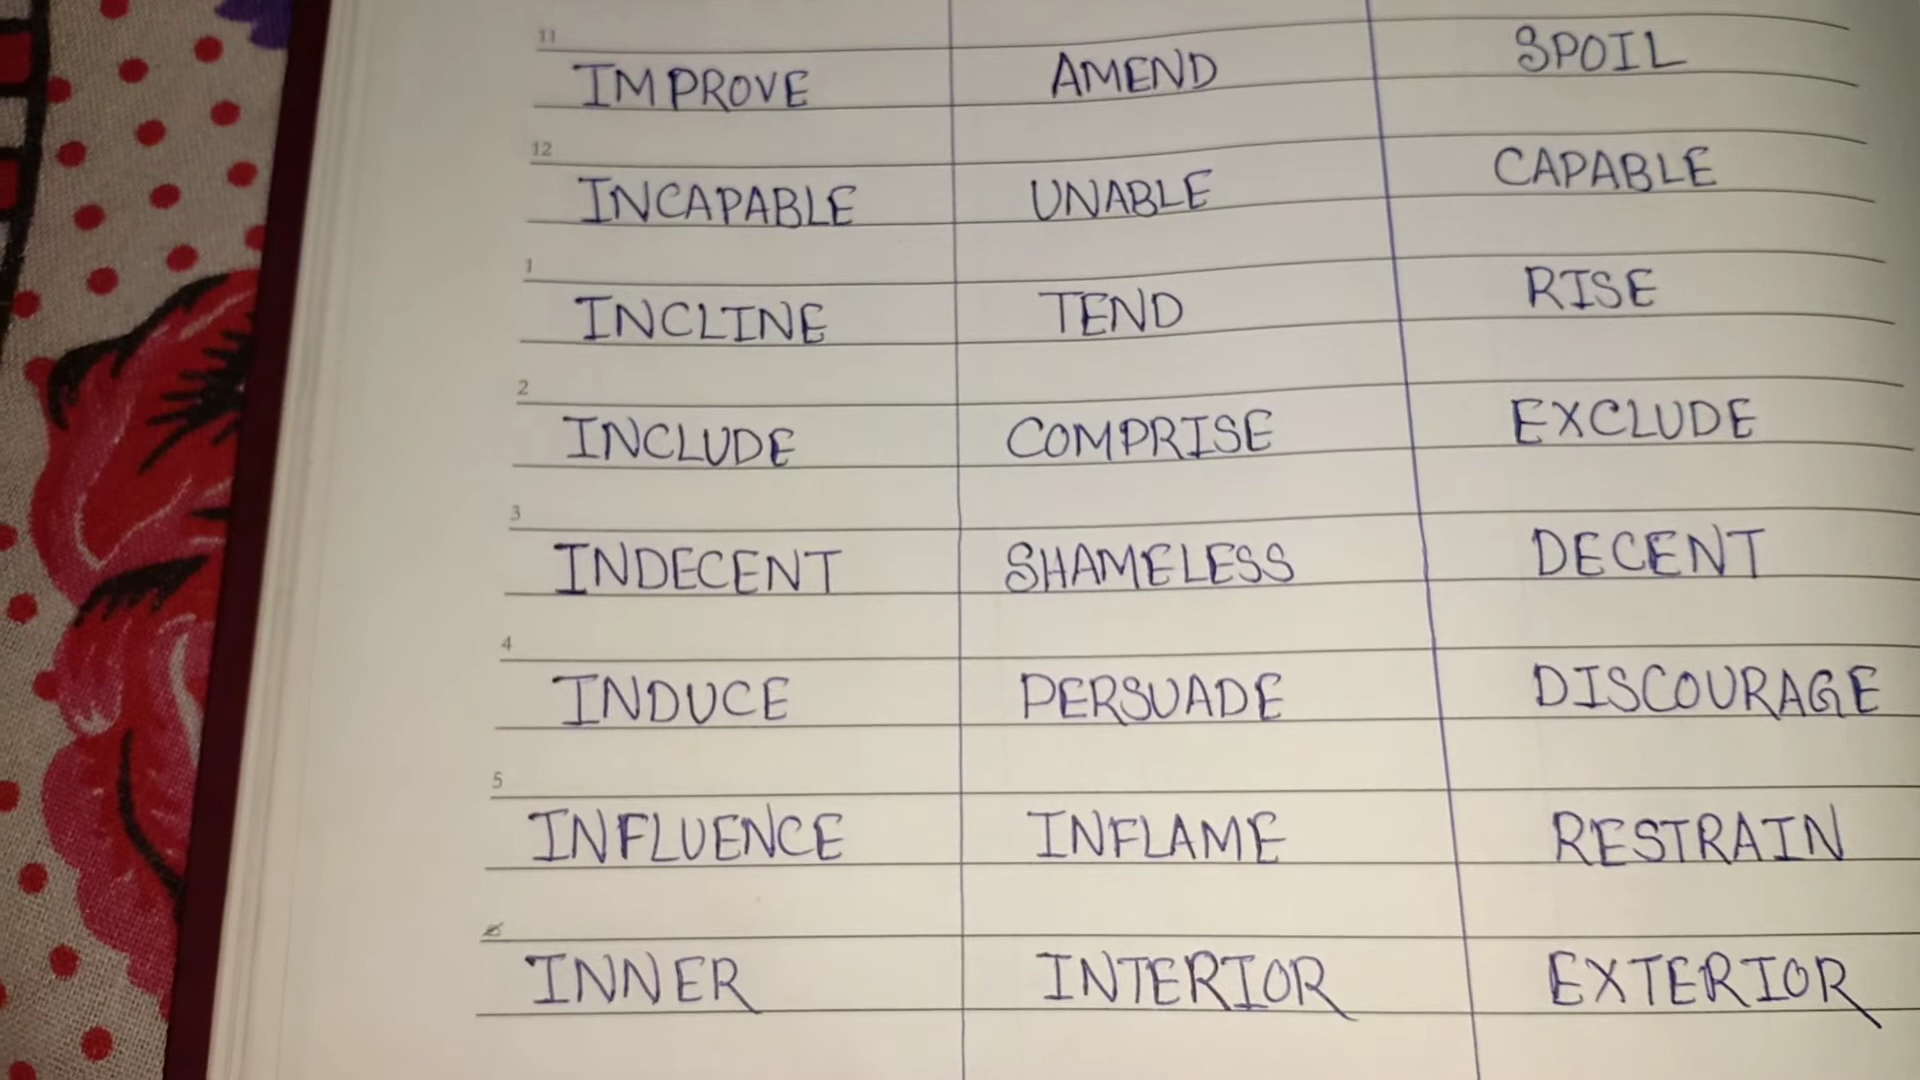 11
IMPROVE AMEND SPOIL
12
INCAPABLE UNABLE CAPABLE
1
INCLINE TEND RISE
2
INCLUDE COMPRISE EXCLUDE
3
INDECENT SHAMELESS DECENT
4
INDUCE PERSUADE DISCOURAGE
5
INFLUENCE INFLAME RESTRAIN
6
INNER INTERIOR EXTERIOR